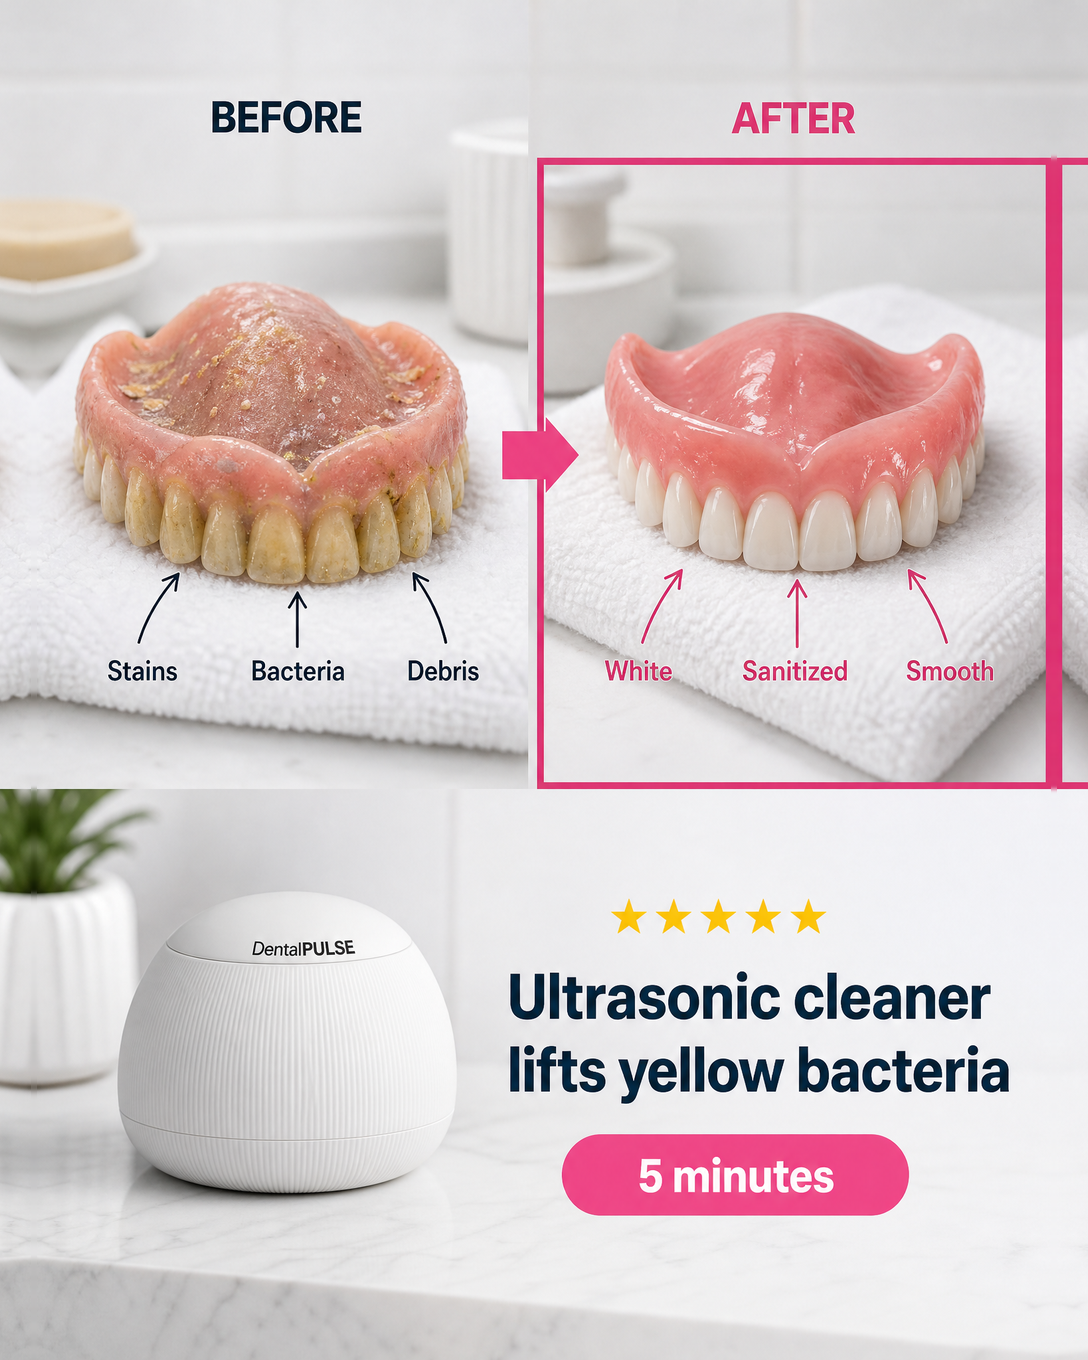 BEFORE
AFTER
Stains
Bacteria
Debris
White
Sanitized
Smooth
DentalPULSE
Ultrasonic cleaner
lifts yellow bacteria
5 minutes